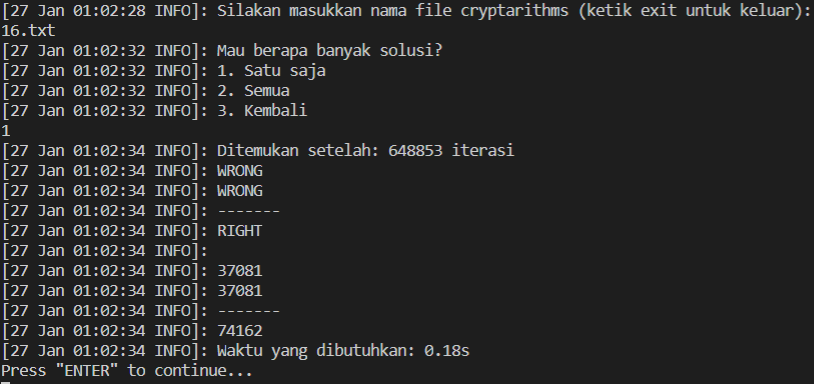 [27 Jan 01:02:28 INFO]: Silakan masukkan nama file cryptarithms (ketik exit untuk keluar):
16.txt
[27 Jan 01:02:32 INFO]: Mau berapa banyak solusi?
[27 Jan 01:02:32 INFO]: 1. Satu saja
[27 Jan 01:02:32 INFO]: 2. Semua
[27 Jan 01:02:32 INFO]: 3. Kembali
1
[27 Jan 01:02:34 INFO]: Ditemukan setelah: 648853 iterasi
[27 Jan 01:02:34 INFO]: WRONG
[27 Jan 01:02:34 INFO]: WRONG
[27 Jan 01:02:34 INFO]: -------
[27 Jan 01:02:34 INFO]: RIGHT
[27 Jan 01:02:34 INFO]:
[27 Jan 01:02:34 INFO]: 37081
[27 Jan 01:02:34 INFO]: 37081
[27 Jan 01:02:34 INFO]: -------
[27 Jan 01:02:34 INFO]: 74162
[27 Jan 01:02:34 INFO]: Waktu yang dibutuhkan: 0.18s
Press "ENTER" to continue...